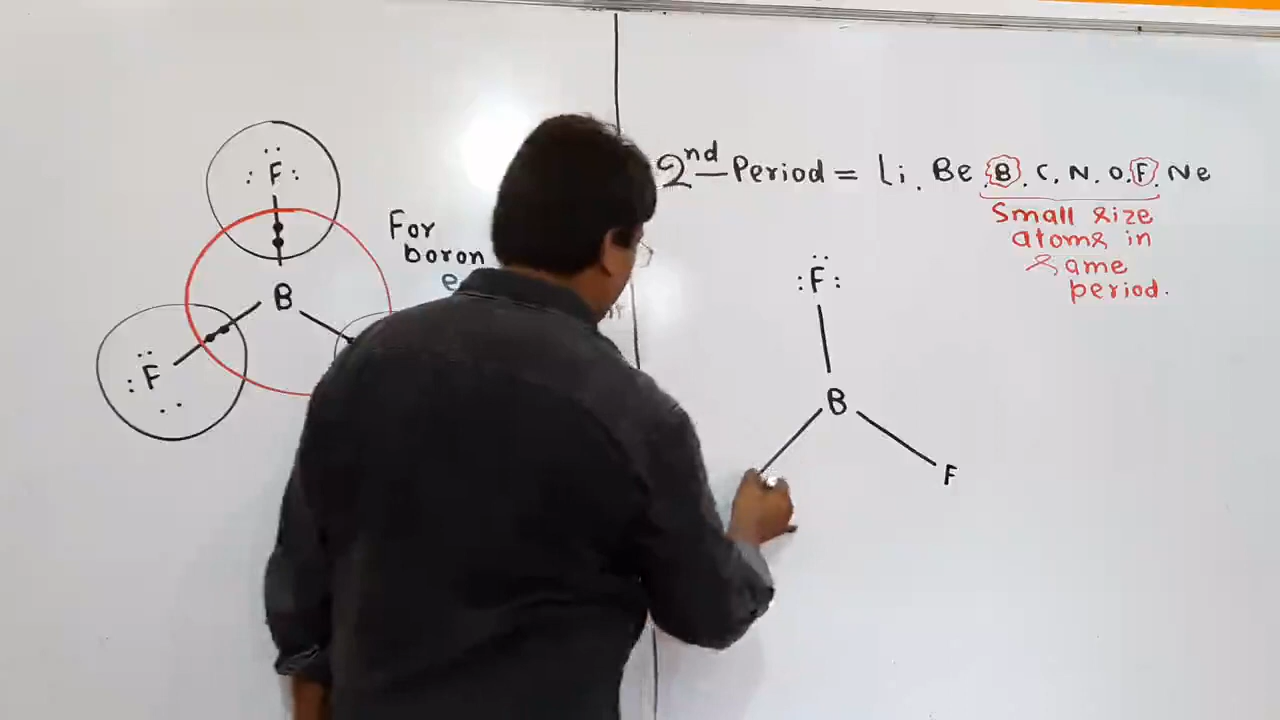 F
B
F
For
boron
e
2nd Period = Li. Be. B. C. N. O. F. Ne
Small size
atoms in
same
period.
F
B
F